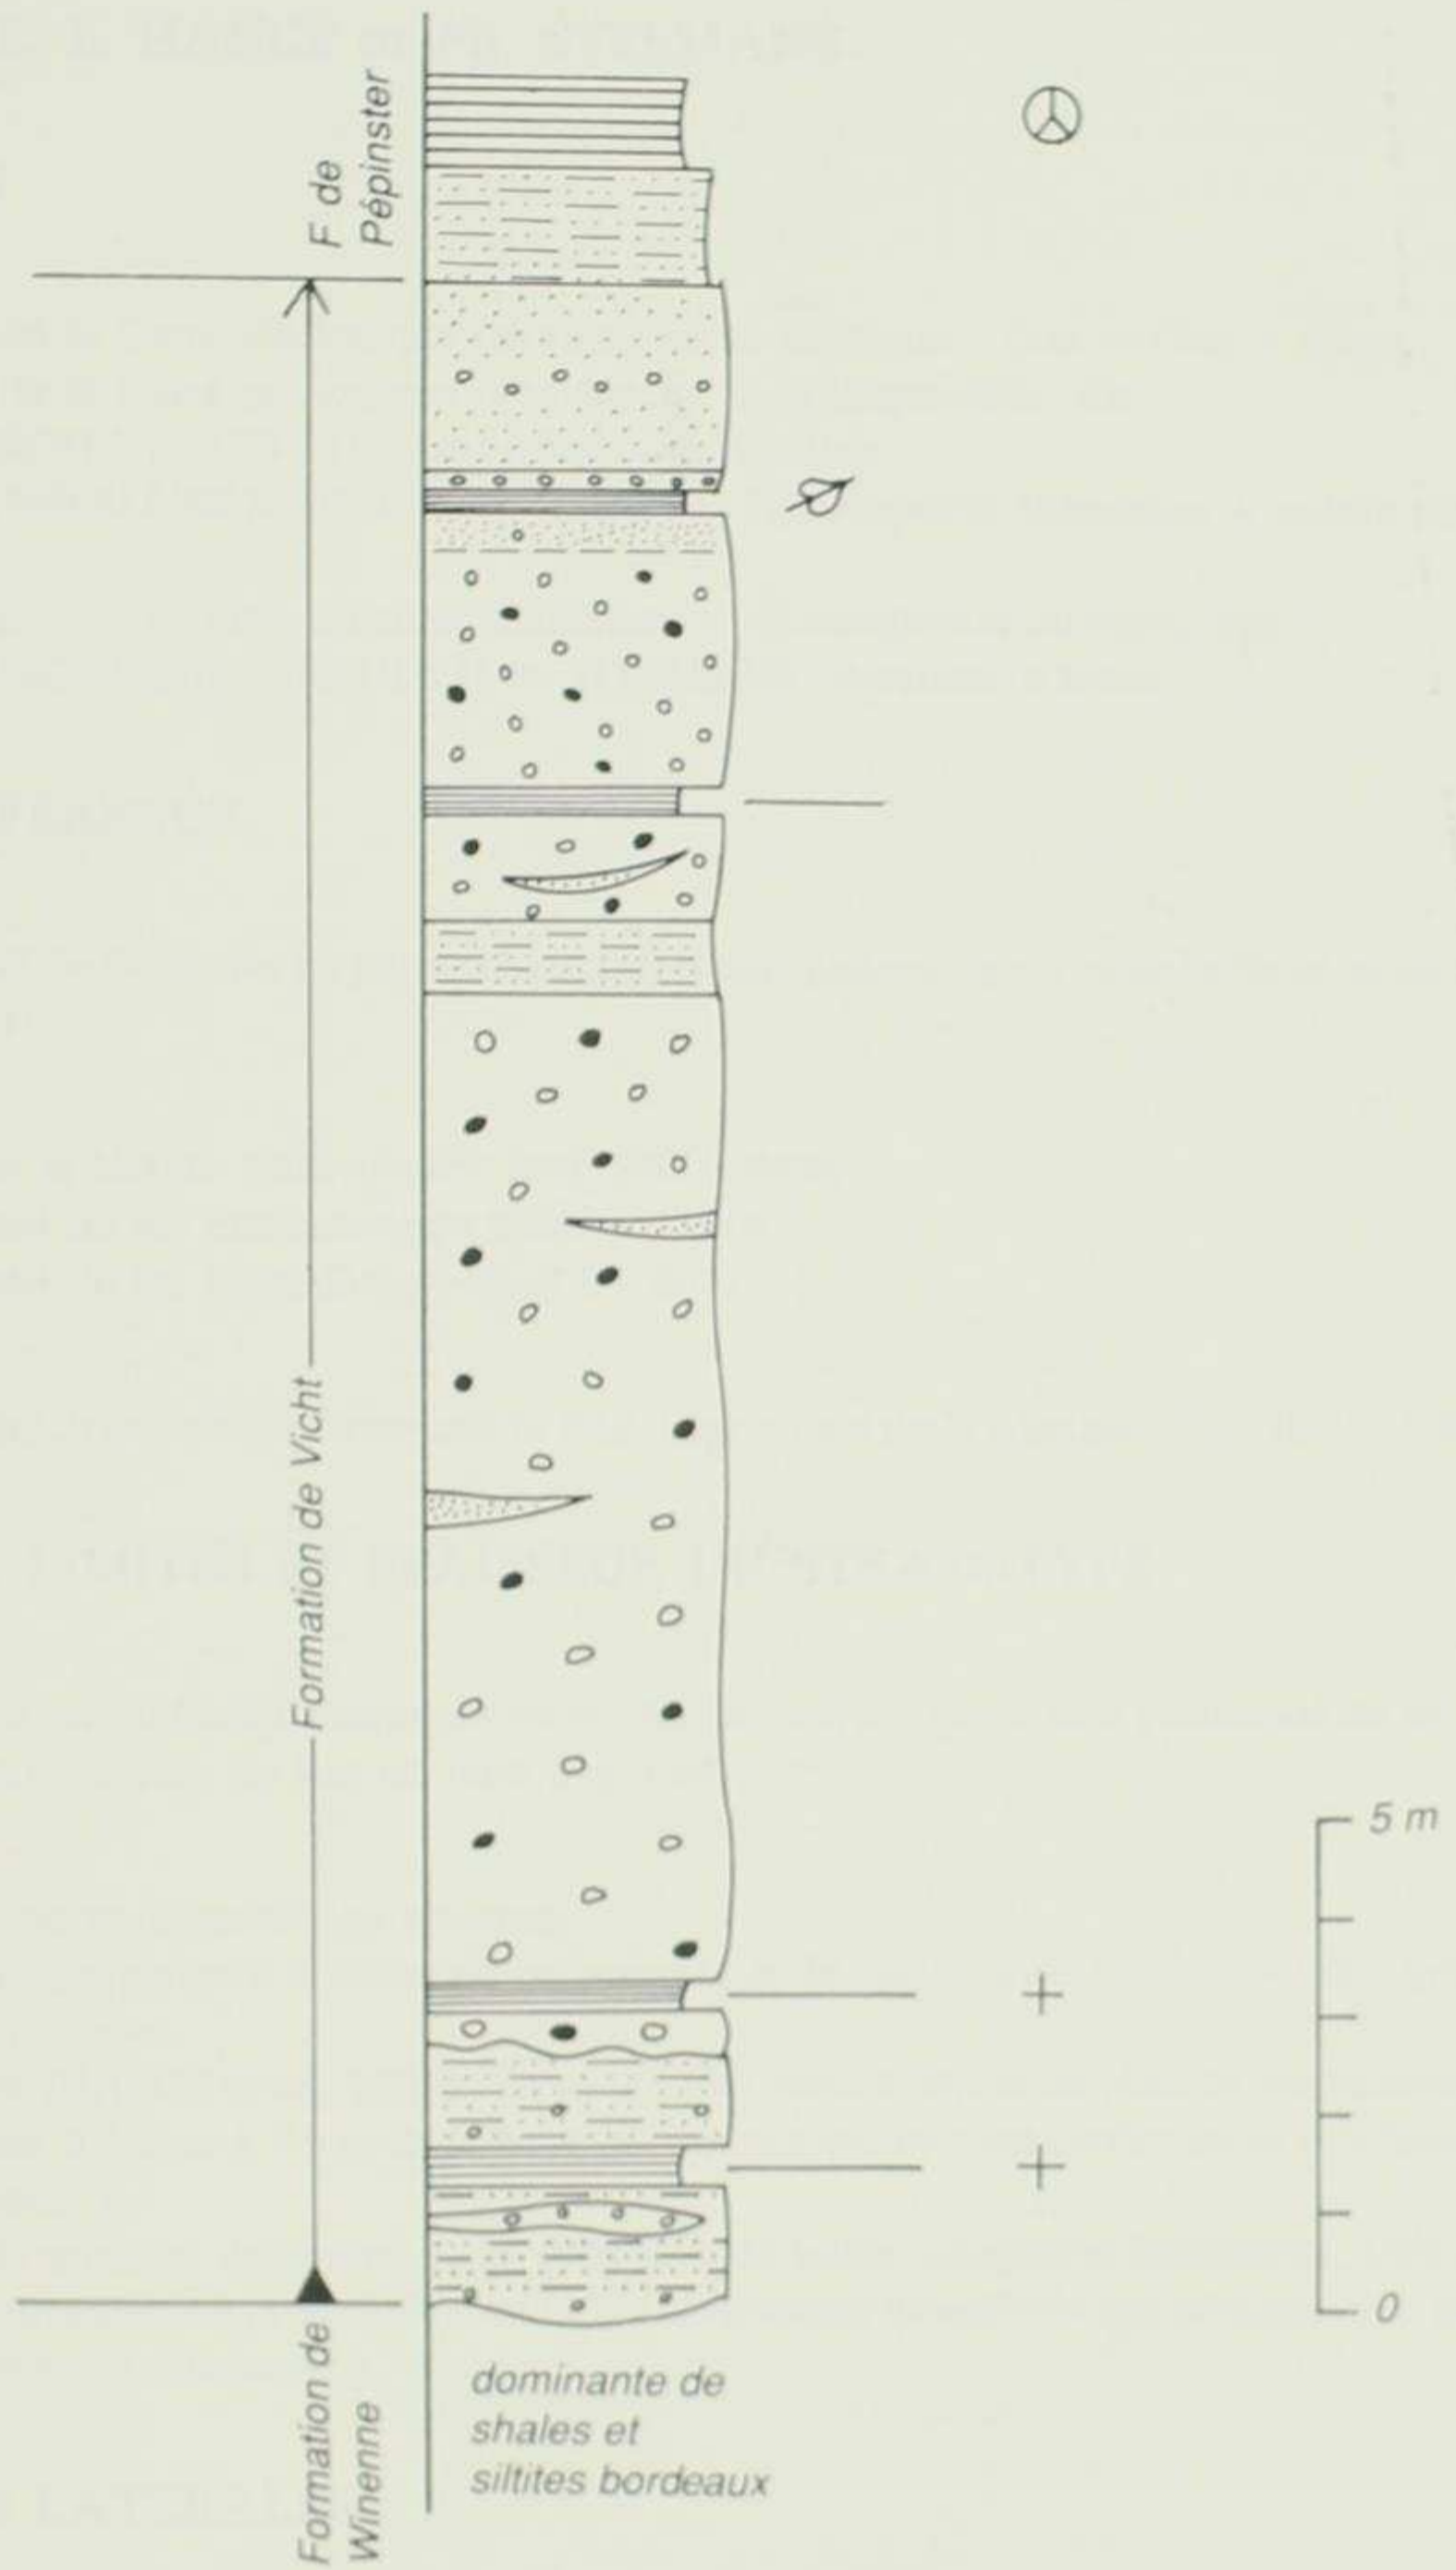 F de
Pépinster
Formation de Vicht
5 m
0
Formation de
Winenne
dominante de
shales et
siltites bordeaux